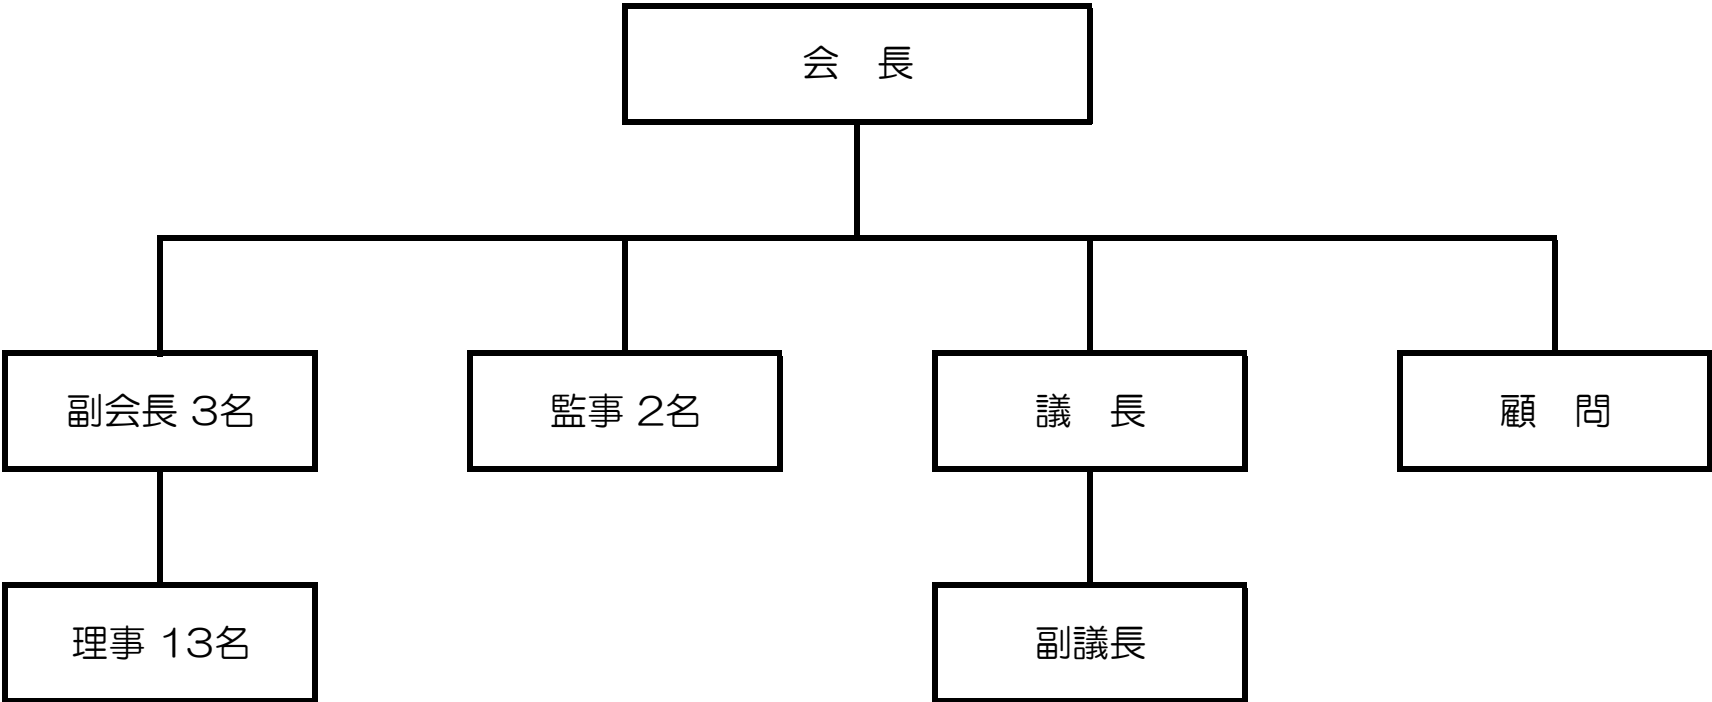 会　長
副会長 3名
監事 2名
議　長
顧　問
理事 13名
副議長